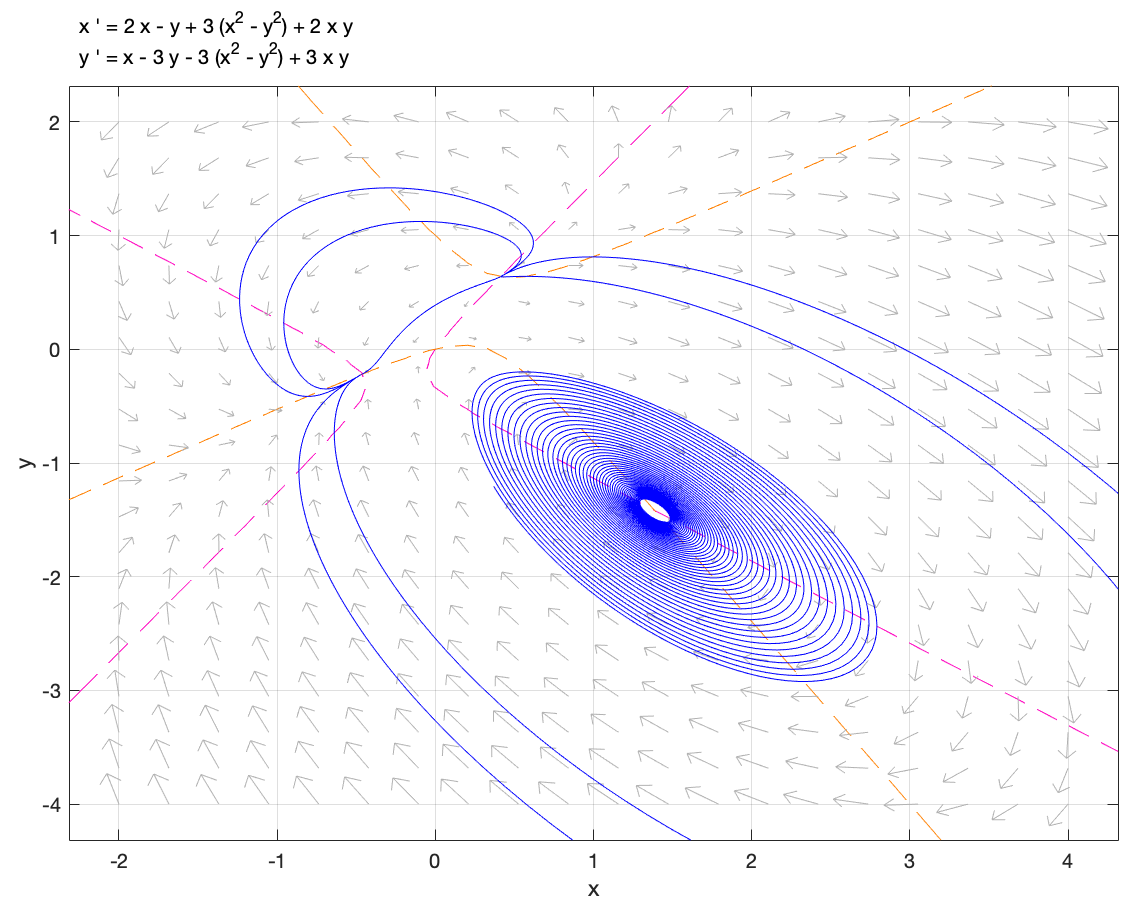 x ' = 2 x - y + 3 (x² - y²) + 2 x y
y ' = x - 3 y - 3 (x² - y²) + 3 x y
2
1
0
-1
-2
-3
-4
y
-2 -1 0 1 2 3 4
x